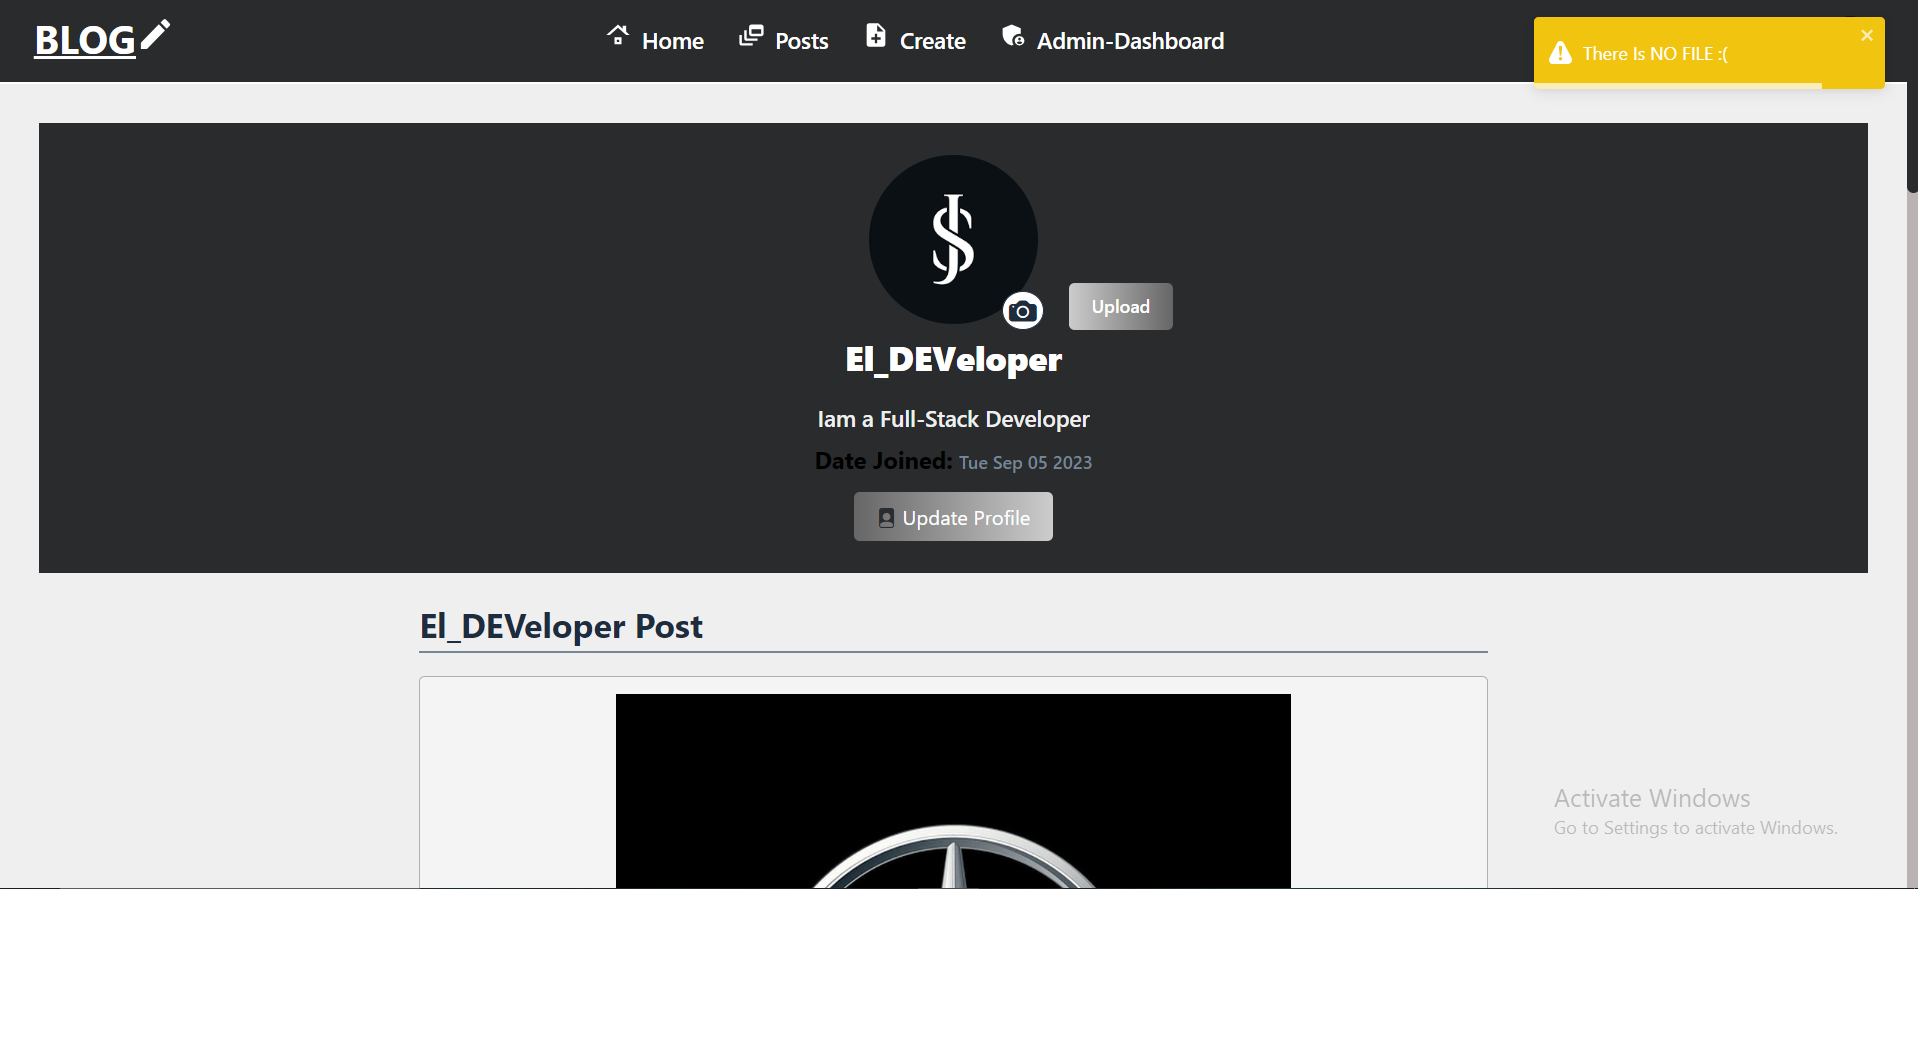 BLOG
Home
Posts
Create
Admin-Dashboard
There Is NO FILE :(
Upload
El_DEVeloper
Iam a Full-Stack Developer
Date Joined: Tue Sep 05 2023
Update Profile
El_DEVeloper Post
Activate Windows
Go to Settings to activate Windows.